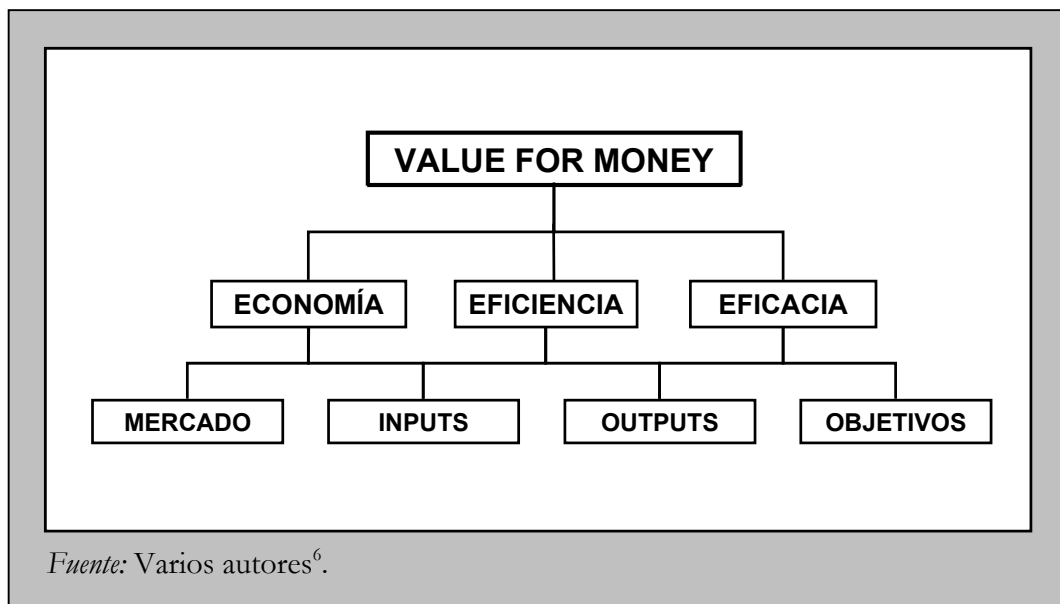 VALUE FOR MONEY
ECONOMÍA EFICIENCIA EFICACIA
MERCADO INPUTS OUTPUTS OBJETIVOS
Fuente: Varios autores⁶.